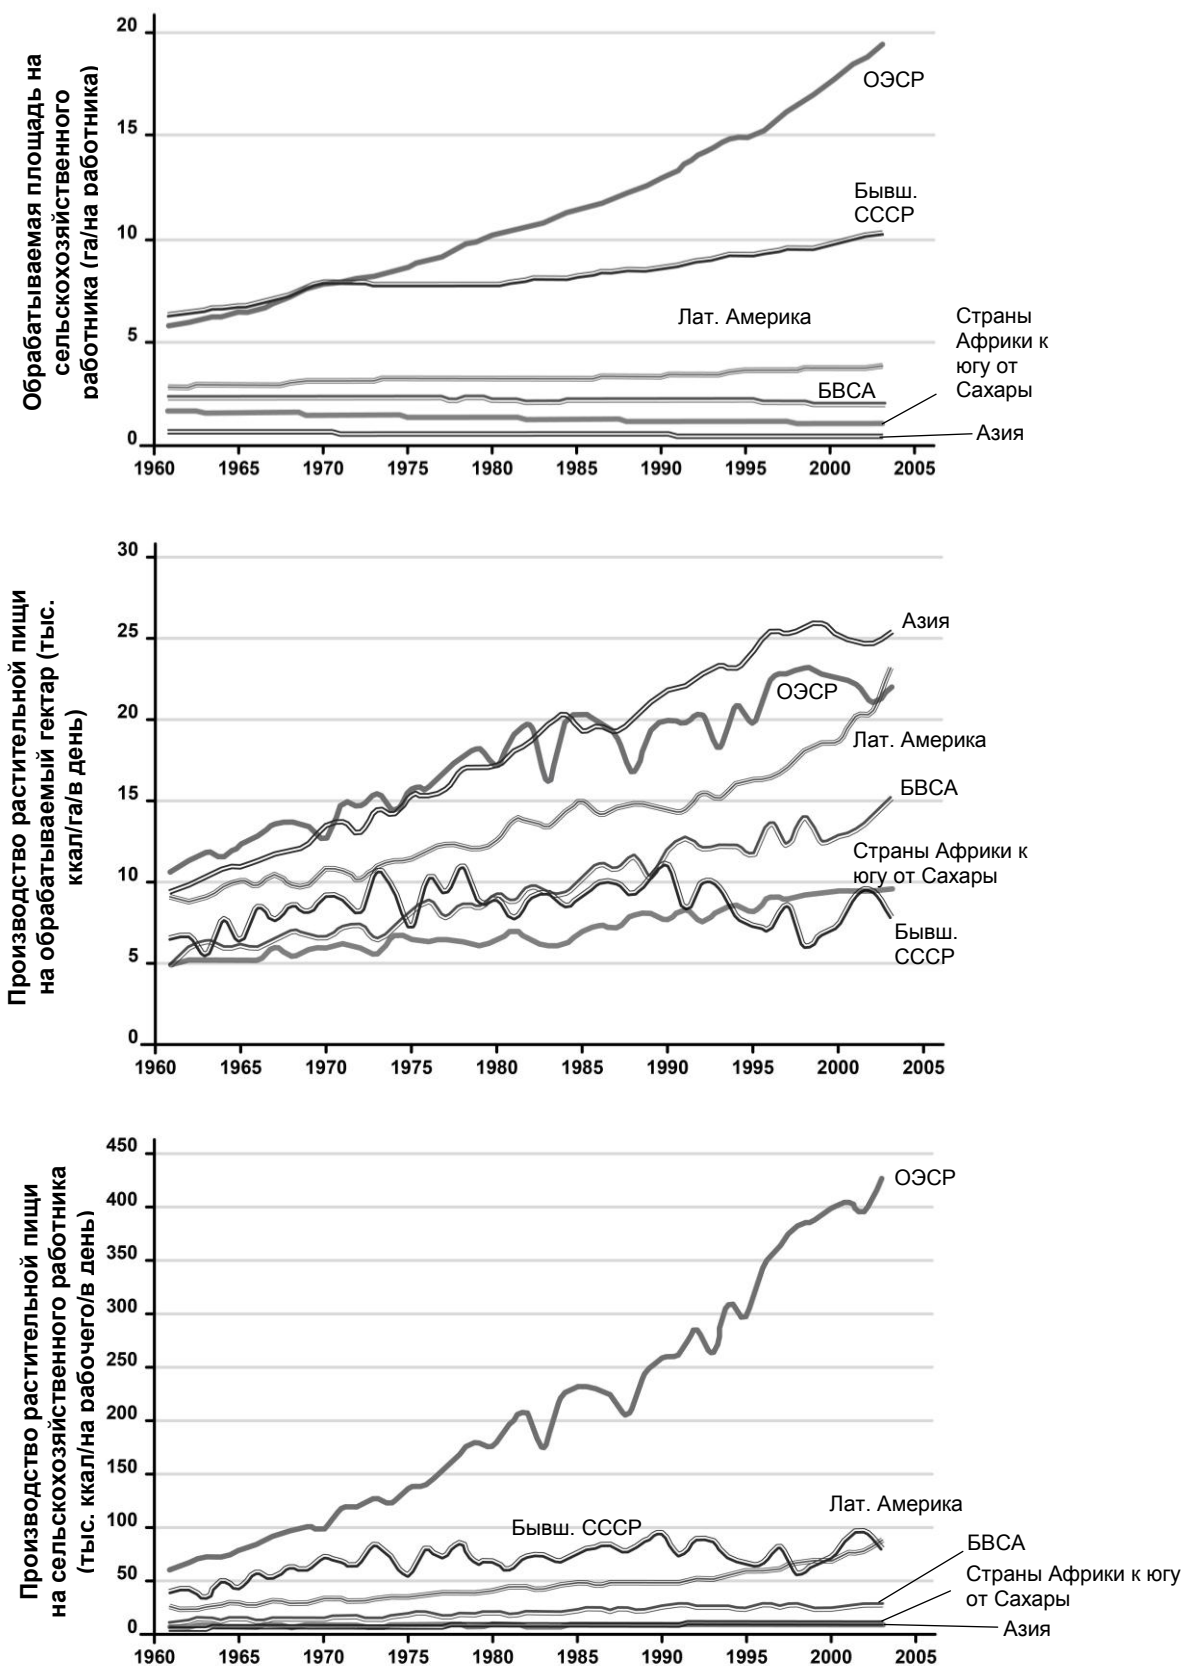 Обрабатываемая площадь на
сельскохозяйственного
работника (га/на работника)
20
15
10
5
0
1960 1965 1970 1975 1980 1985 1990 1995 2000 2005
ОЭСР
Бывш.
СССР
Лат. Америка
Страны
Африки к
югу от
Сахары
БВСА
Азия
Производство растительной пищи
на обрабатываемый гектар (тыс.
ккал/га/в день)
30
25
20
15
10
5
0
1960 1965 1970 1975 1980 1985 1990 1995 2000 2005
Азия
ОЭСР
Лат. Америка
БВСА
Страны Африки к
югу от Сахары
Бывш.
СССР
Производство растительной пищи
на сельскохозяйственного работника
(тыс. ккал/на рабочего/в день)
450
400
350
300
250
200
150
100
50
0
1960 1965 1970 1975 1980 1985 1990 1995 2000 2005
ОЭСР
Лат. Америка
Бывш. СССР
БВСА
Страны Африки к югу
от Сахары
Азия